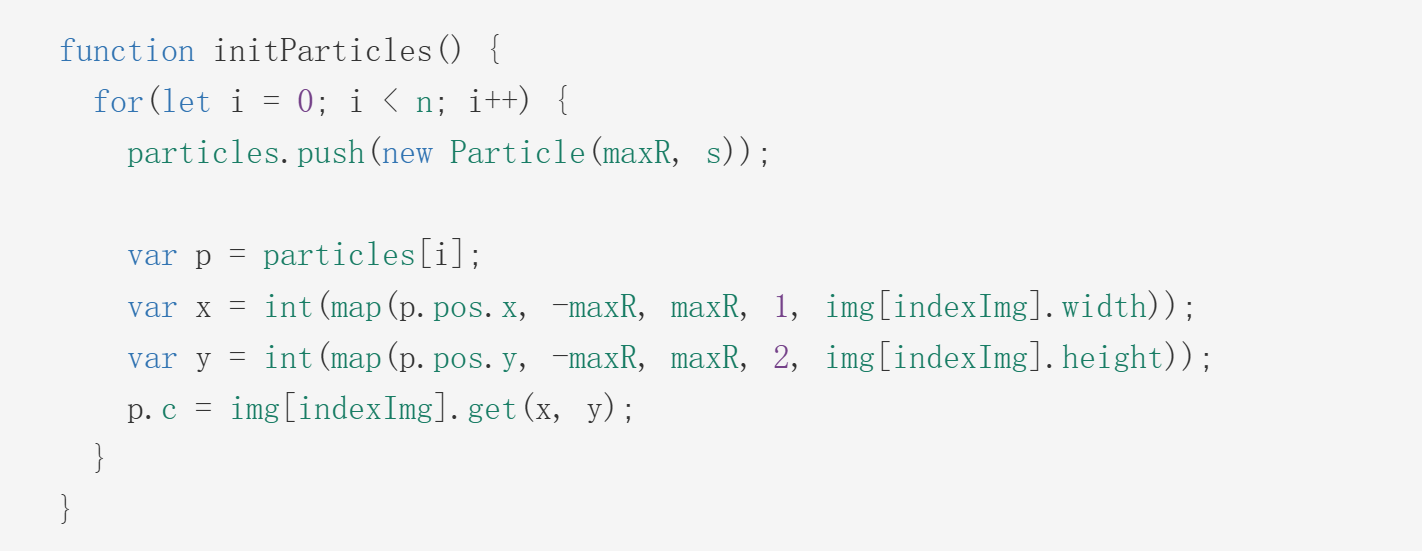 function initParticles() {
  for(let i = 0; i < n; i++) {
    particles.push(new Particle(maxR, s));

    var p = particles[i];
    var x = int(map(p.pos.x, -maxR, maxR, 1, img[indexImg].width));
    var y = int(map(p.pos.y, -maxR, maxR, 2, img[indexImg].height));
    p.c = img[indexImg].get(x, y);
  }
}